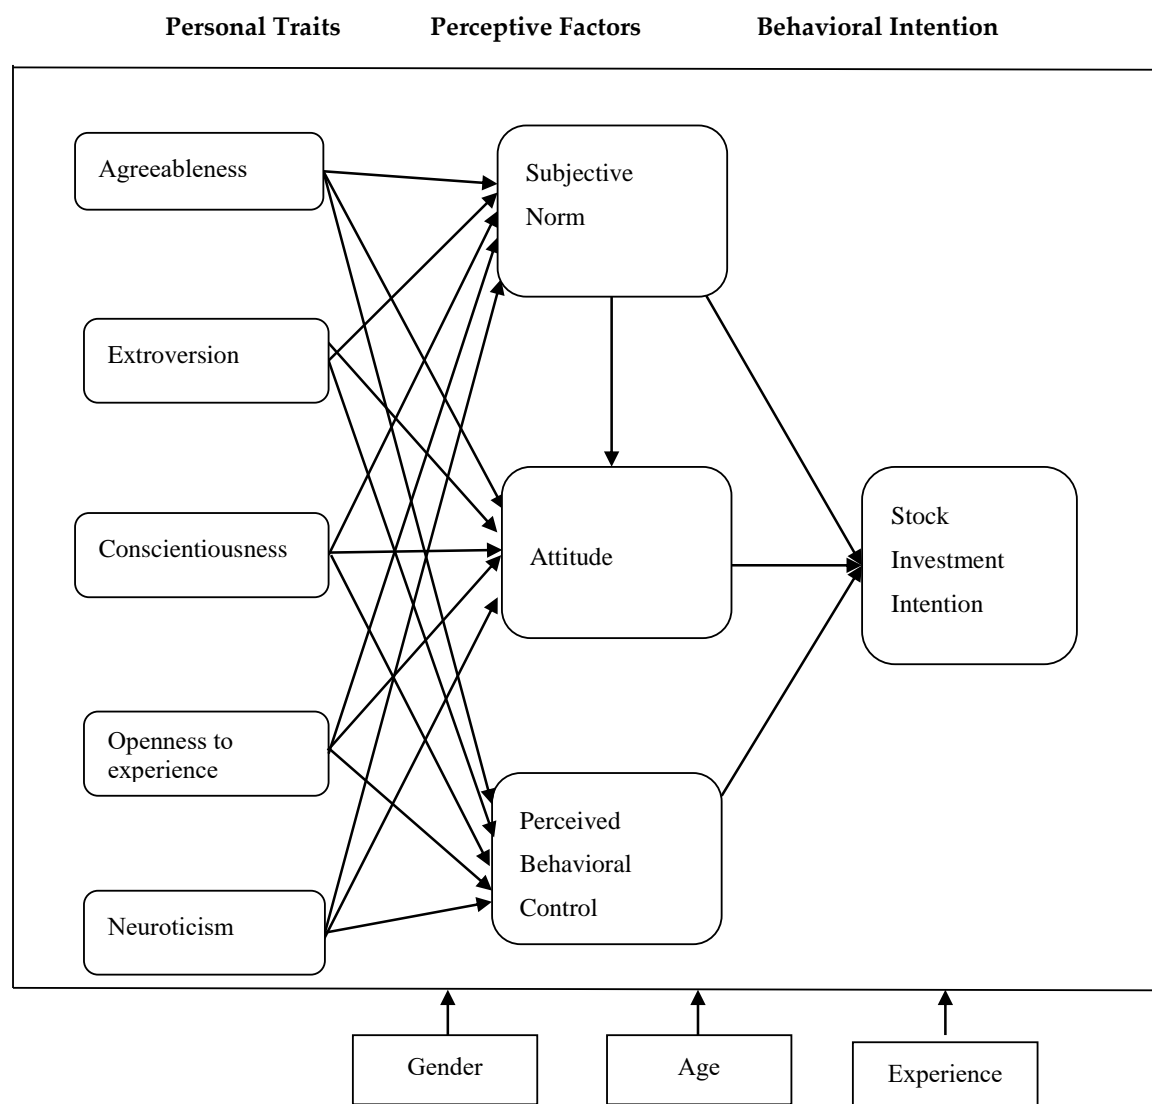 Personal Traits
Perceptive Factors
Behavioral Intention
Agreeableness
Extroversion
Conscientiousness
Openness to
experience
Neuroticism
Subjective
Norm
Attitude
Perceived
Behavioral
Control
Stock
Investment
Intention
Gender
Age
Experience